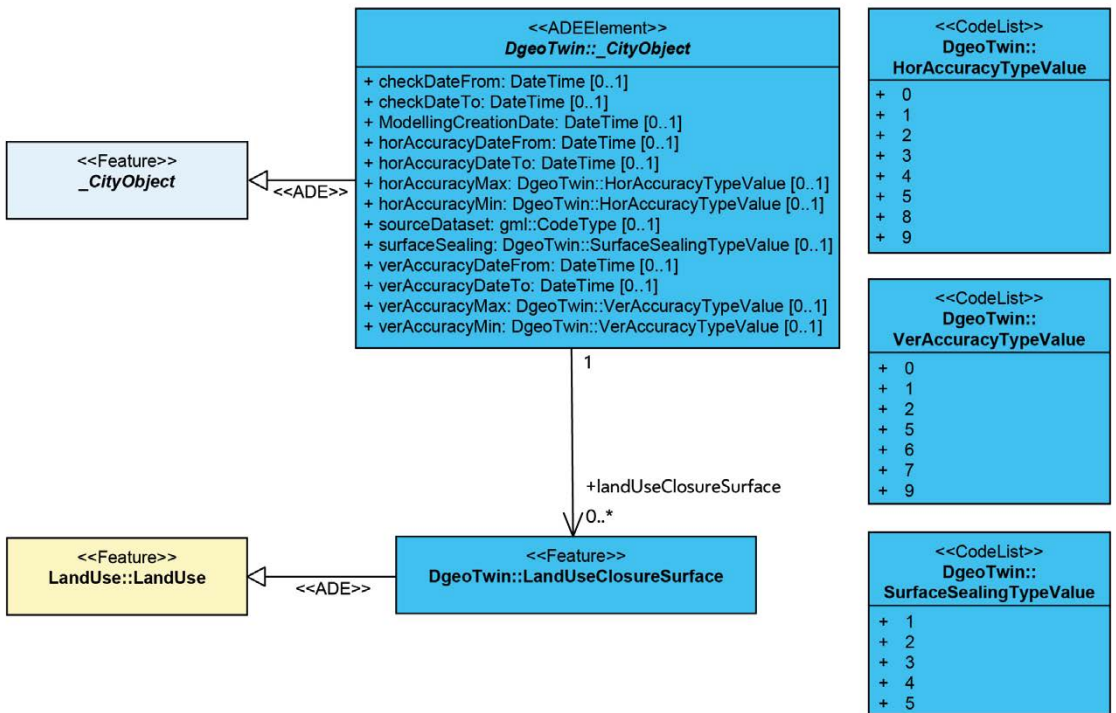 <<ADEElement>>
DgeoTwin::_CityObject
+ checkDateFrom: DateTime [0..1]
+ checkDateTo: DateTime [0..1]
+ ModellingCreationDate: DateTime [0..1]
+ horAccuracyDateFrom: DateTime [0..1]
+ horAccuracyDateTo: DateTime [0..1]
+ horAccuracyMax: DgeoTwin::HorAccuracyTypeValue [0..1]
+ horAccuracyMin: DgeoTwin::HorAccuracyTypeValue [0..1]
+ sourceDataset: gml::CodeType [0..1]
+ surfaceSealing: DgeoTwin::SurfaceSealingTypeValue [0..1]
+ verAccuracyDateFrom: DateTime [0..1]
+ verAccuracyDateTo: DateTime [0..1]
+ verAccuracyMax: DgeoTwin::VerAccuracyTypeValue [0..1]
+ verAccuracyMin: DgeoTwin::VerAccuracyTypeValue [0..1]
<<Feature>>
_CityObject
<<ADE>>
1
+landUseClosureSurface
0..*
<<Feature>>
LandUse::LandUse
<<ADE>>
<<Feature>>
DgeoTwin::LandUseClosureSurface
<<CodeList>>
DgeoTwin::
HorAccuracyTypeValue
+ 0
+ 1
+ 2
+ 3
+ 4
+ 5
+ 8
+ 9
<<CodeList>>
DgeoTwin::
VerAccuracyTypeValue
+ 0
+ 1
+ 2
+ 5
+ 6
+ 7
+ 9
<<CodeList>>
DgeoTwin::
SurfaceSealingTypeValue
+ 1
+ 2
+ 3
+ 4
+ 5